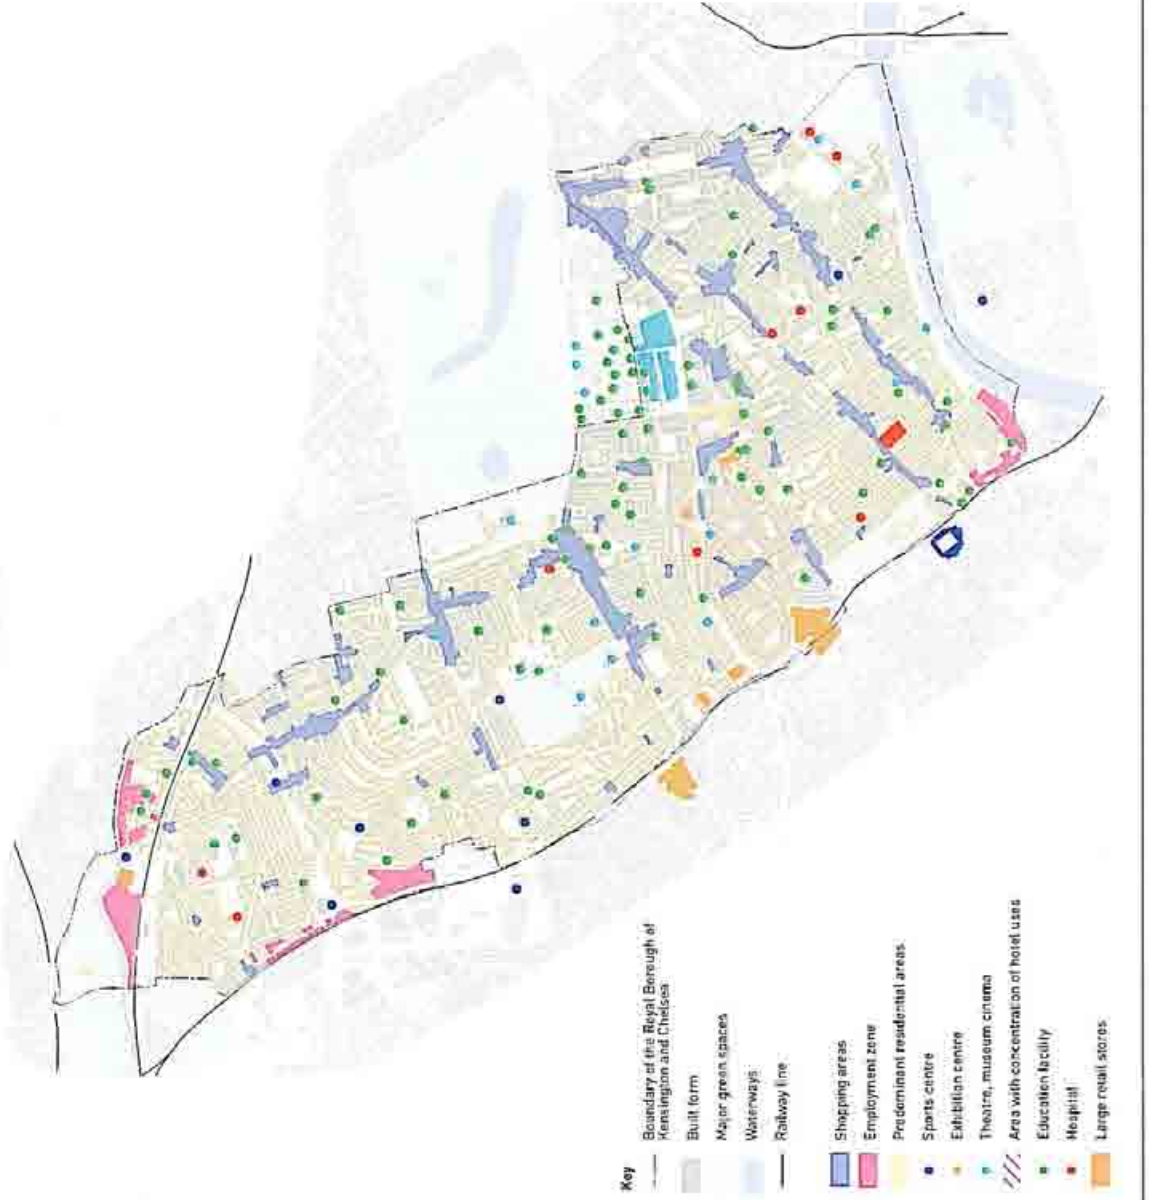 Key
Boundary of the Royal Borough of
Kensington and Chelsea
Built form
Major green spaces
Waterways
Railway line
Shopping areas
Employment zone
Predominant residential areas
Sports centre
Exhibition centre
Theatre, museum cinema
Area with concentration of hotel uses
Education facility
Hospital
Large retail stores